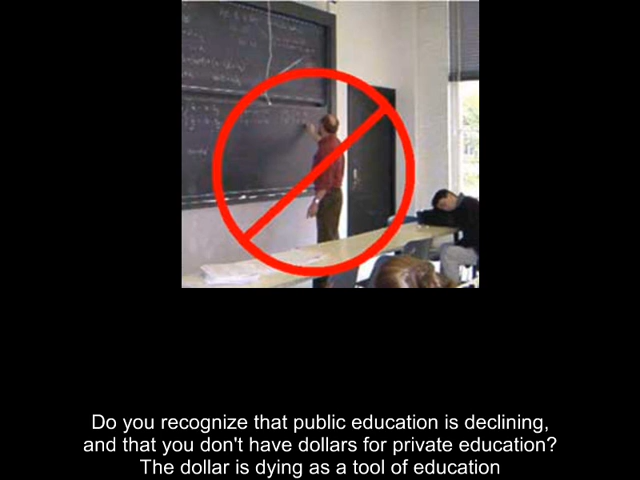 Do you recognize that public education is declining,
and that you don't have dollars for private education?
The dollar is dying as a tool of education